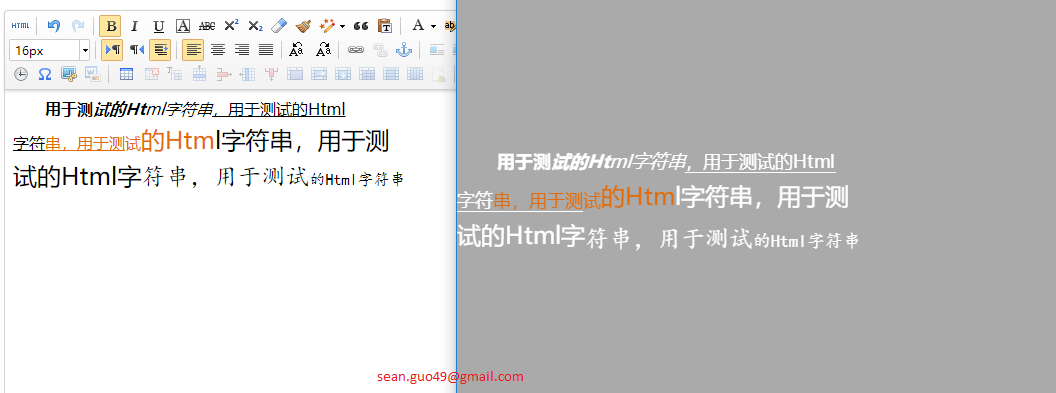 HTML B I U A ABC X² X₂ A ab
16px
用于测试的Html字符串，用于测试的Html
字符串，用于测试的Html字符串，用于测
试的Html字符串，用于测试的Html字符串
用于测试的Html字符串，用于测试的Html
字符串，用于测试的Html字符串，用于测
试的Html字符串，用于测试的Html字符串
sean.guo49@gmail.com